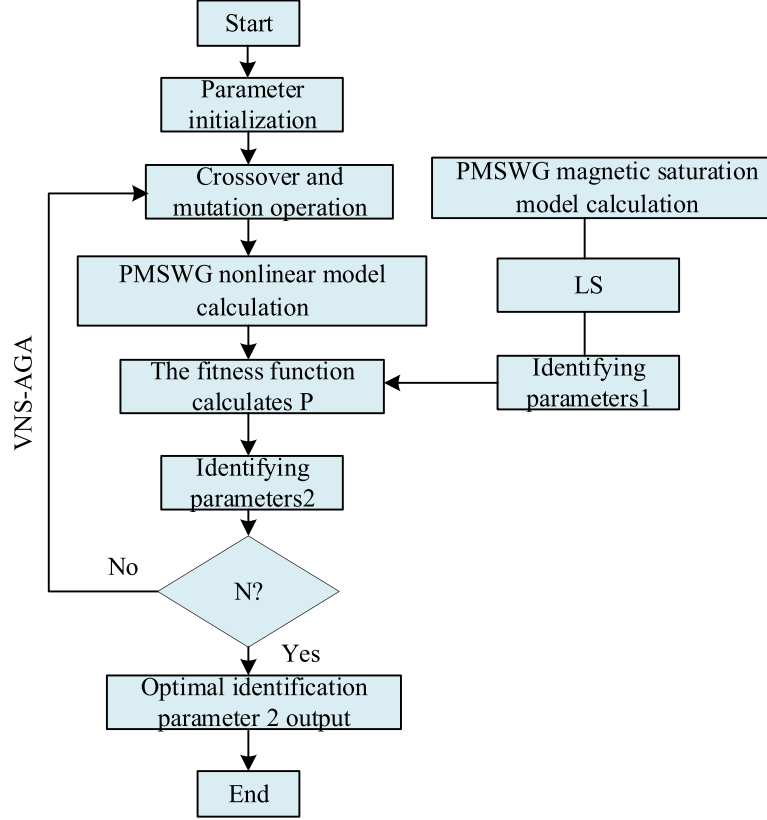 Start
Parameter
initialization
Crossover and
mutation operation
PMSWG magnetic saturation
model calculation
PMSWG nonlinear model
calculation
LS
The fitness function
calculates P
Identifying
parameters1
VNS-AGA
Identifying
parameters2
No
N?
Yes
Optimal identification
parameter 2 output
End